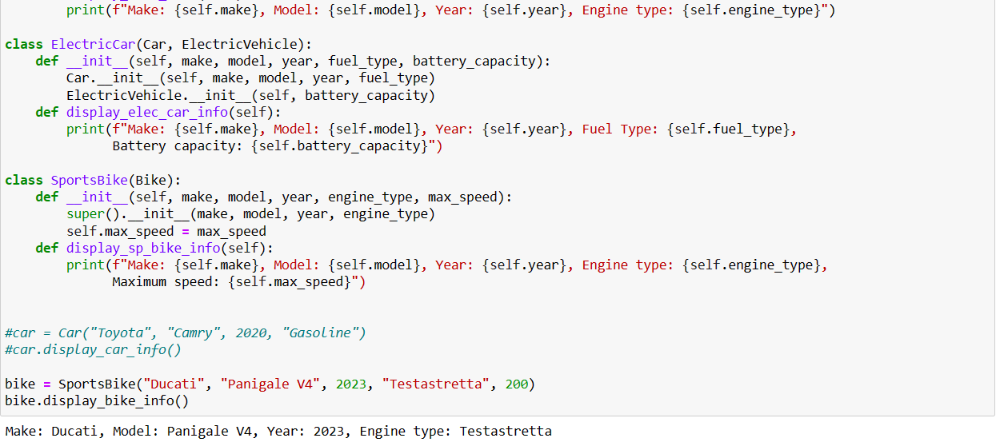 print(f"Make: {self.make}, Model: {self.model}, Year: {self.year}, Engine type: {self.engine_type}")

class ElectricCar(Car, ElectricVehicle):
    def __init__(self, make, model, year, fuel_type, battery_capacity):
        Car.__init__(self, make, model, year, fuel_type)
        ElectricVehicle.__init__(self, battery_capacity)
    def display_elec_car_info(self):
        print(f"Make: {self.make}, Model: {self.model}, Year: {self.year}, Fuel Type: {self.fuel_type},
              Battery capacity: {self.battery_capacity}")

class SportsBike(Bike):
    def __init__(self, make, model, year, engine_type, max_speed):
        super().__init__(make, model, year, engine_type)
        self.max_speed = max_speed
    def display_sp_bike_info(self):
        print(f"Make: {self.make}, Model: {self.model}, Year: {self.year}, Engine type: {self.engine_type},
              Maximum speed: {self.max_speed}")

#car = Car("Toyota", "Camry", 2020, "Gasoline")
#car.display_car_info()

bike = SportsBike("Ducati", "Panigale V4", 2023, "Testastretta", 200)
bike.display_bike_info()

Make: Ducati, Model: Panigale V4, Year: 2023, Engine type: Testastretta